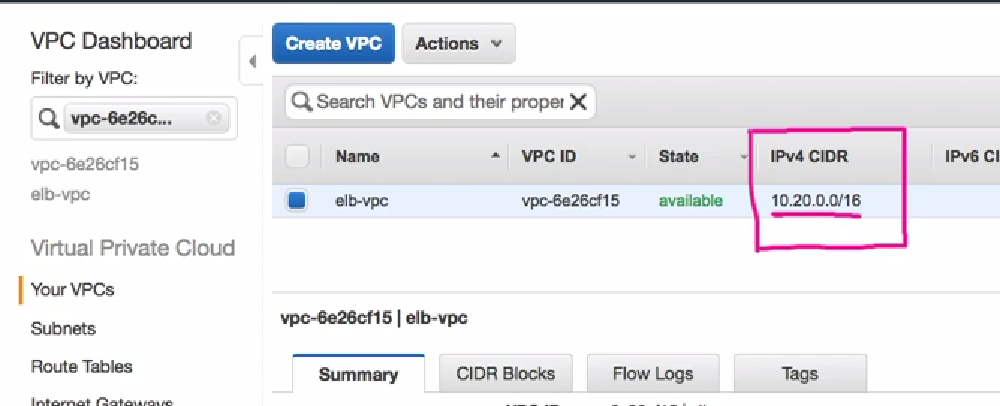 VPC Dashboard
Filter by VPC:
vpc-6e26c...
vpc-6e26cf15
elb-vpc
Virtual Private Cloud
Your VPCs
Subnets
Route Tables
Internet Gateways
Create VPC Actions
Search VPCs and their proper
Name VPC ID State IPv4 CIDR IPv6 CI
elb-vpc vpc-6e26cf15 available 10.20.0.0/16
vpc-6e26cf15 | elb-vpc
Summary CIDR Blocks Flow Logs Tags